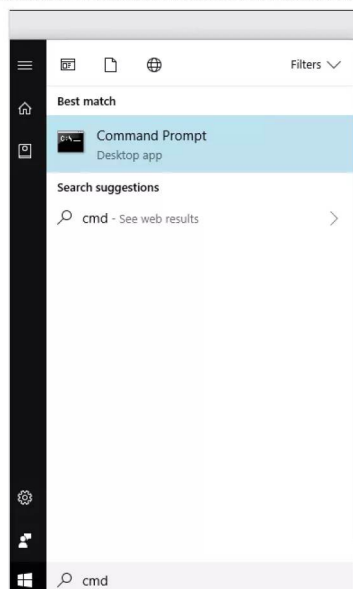 Filters
Best match
Command Prompt
Desktop app
Search suggestions
cmd - See web results
cmd